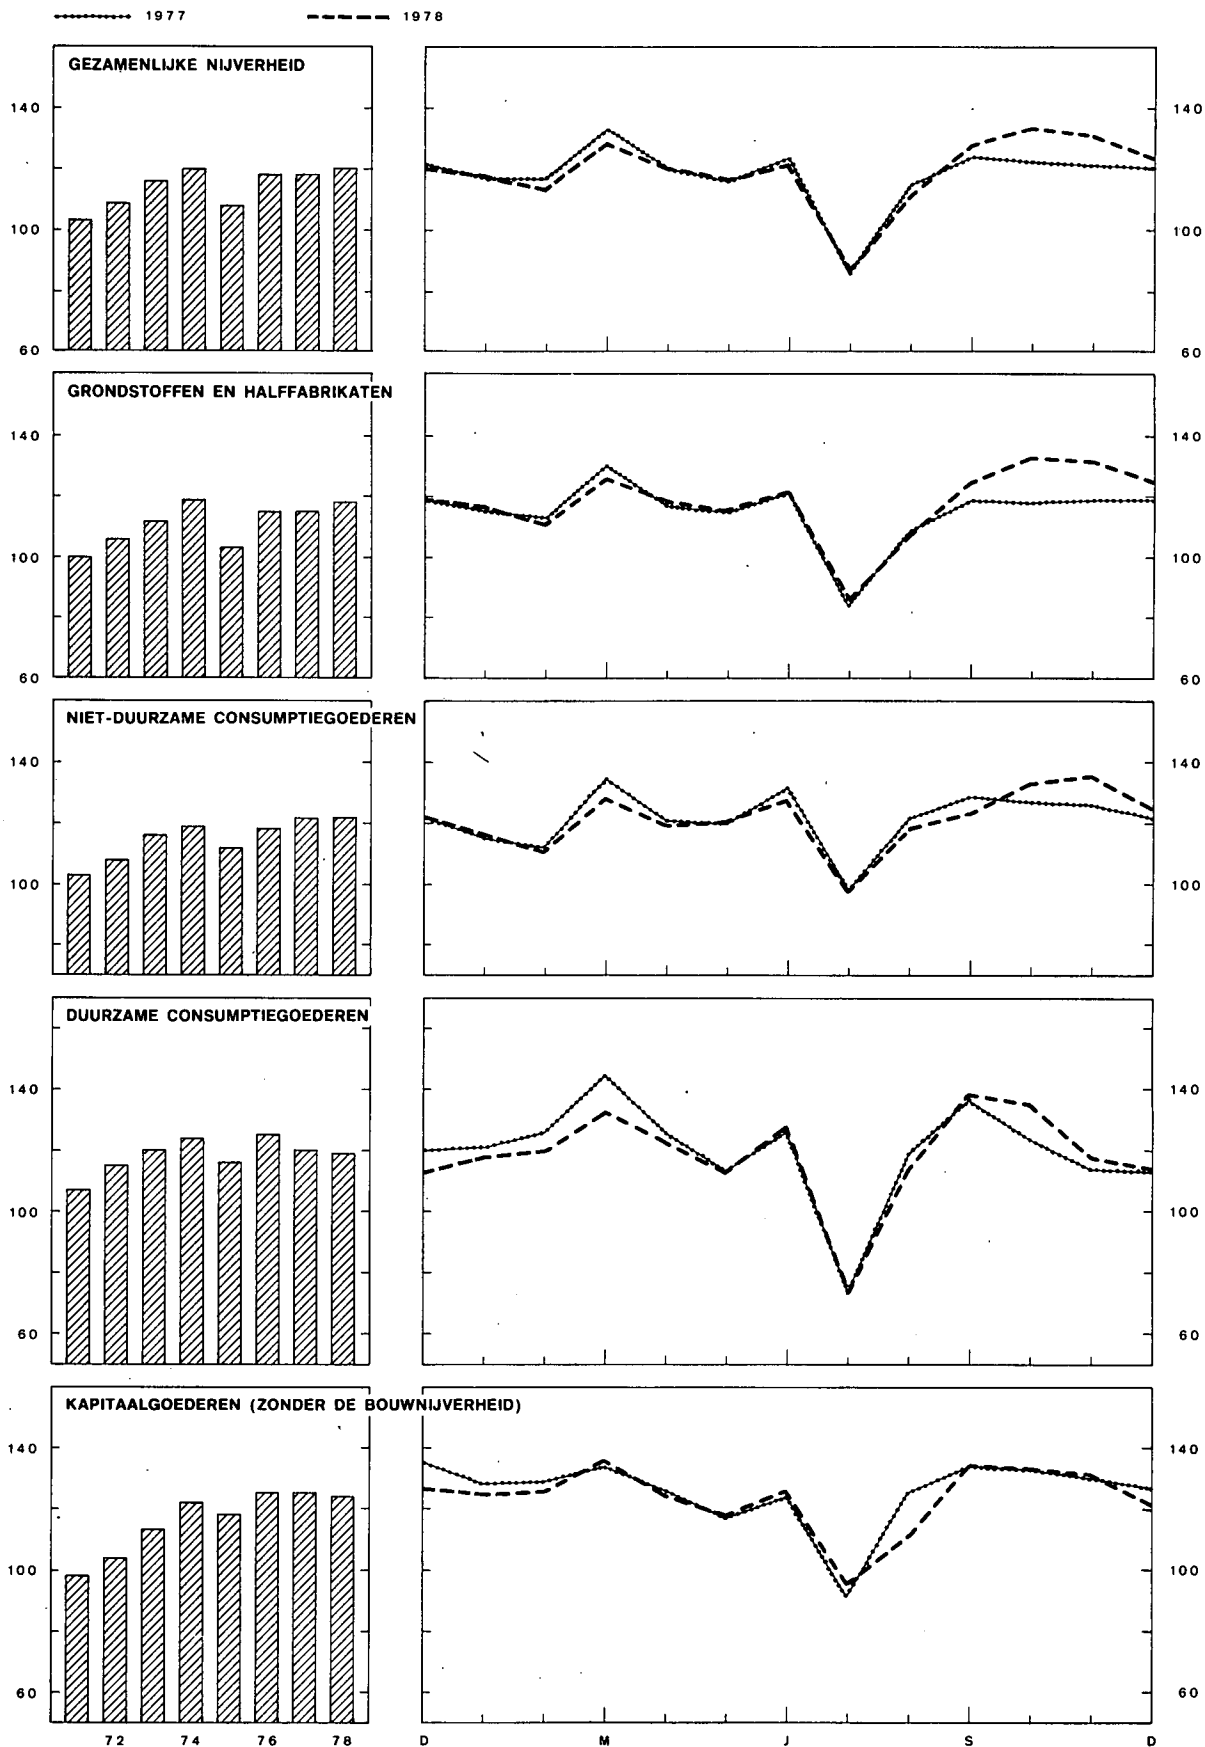 1977 1978
GEZAMENLIJKE NIJVERHEID
140 140
100 100
60 60
GRONDSTOFFEN EN HALFFABRIKATEN
140 140
100 100
60 60
NIET-DUURZAME CONSUMPTIEGOEDEREN
140 140
100 100
DUURZAME CONSUMPTIEGOEDEREN
140 140
100 100
60 60
KAPITAALGOEDEREN (ZONDER DE BOUWNIJVERHEID)
140 140
100 100
60 60
72 74 76 78 D M J S D